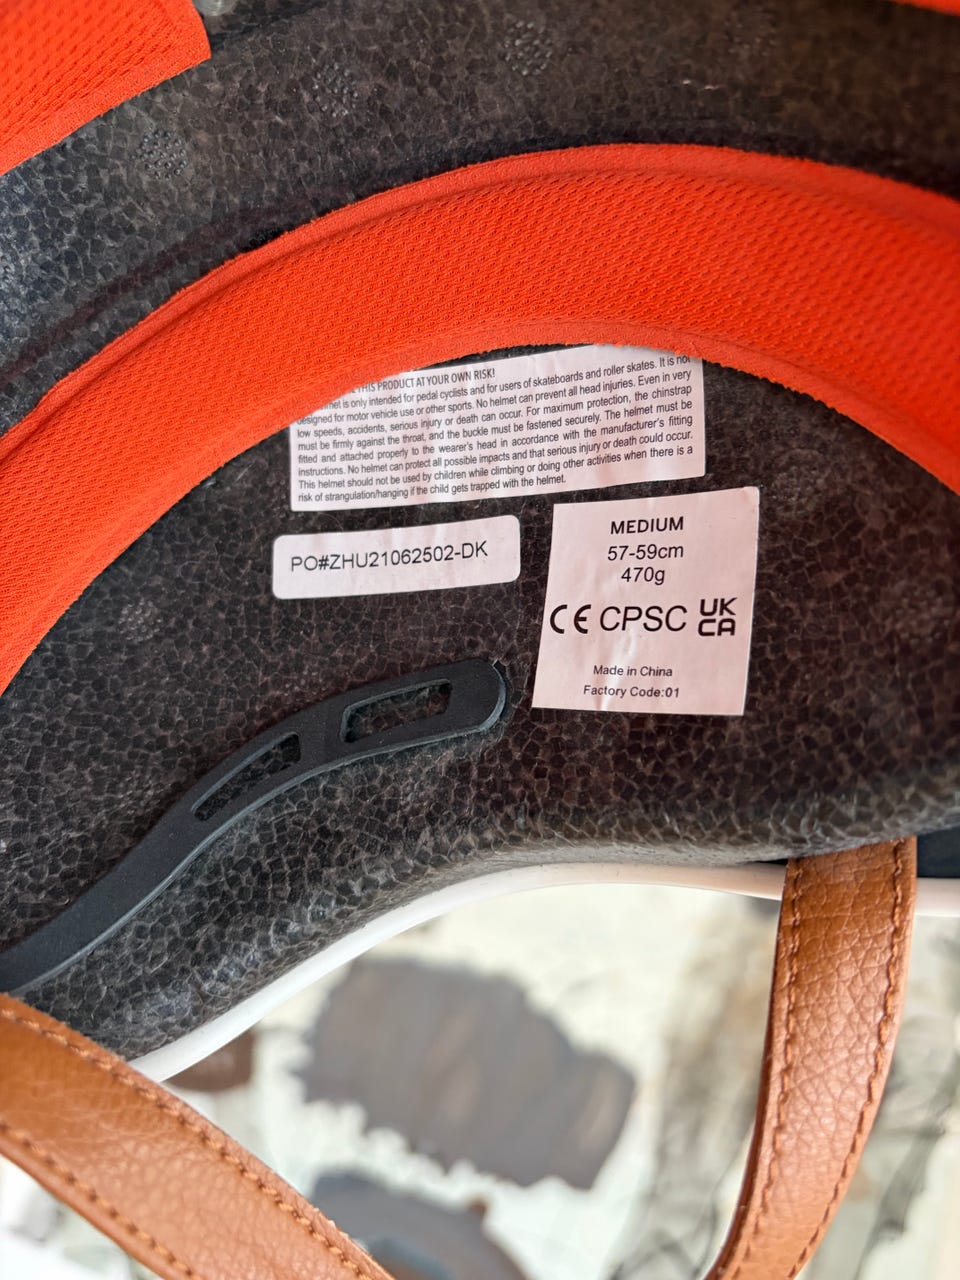 THIS PRODUCT AT YOUR OWN RISK!
is only intended for pedal cyclists and for users of skateboards and roller skates. It is not
designed for motor vehicle use or other sports. No helmet can prevent all head injuries. Even in very
low speeds, accidents, serious injury or death can occur. For maximum protection, the chinstrap
must be firmly against the throat, and the buckle must be fastened securely. The helmet must be
fitted and attached properly to the wearer's head in accordance with the manufacturer's fitting
instructions. No helmet can protect all possible impacts and that serious injury or death could occur.
This helmet should not be used by children while climbing or doing other activities when there is a
risk of strangulation/hanging if the child gets trapped with the helmet.
PO#ZHU21062502-DK
MEDIUM
57-59cm
470g
CE CPSC UK
CA
Made in China
Factory Code:01